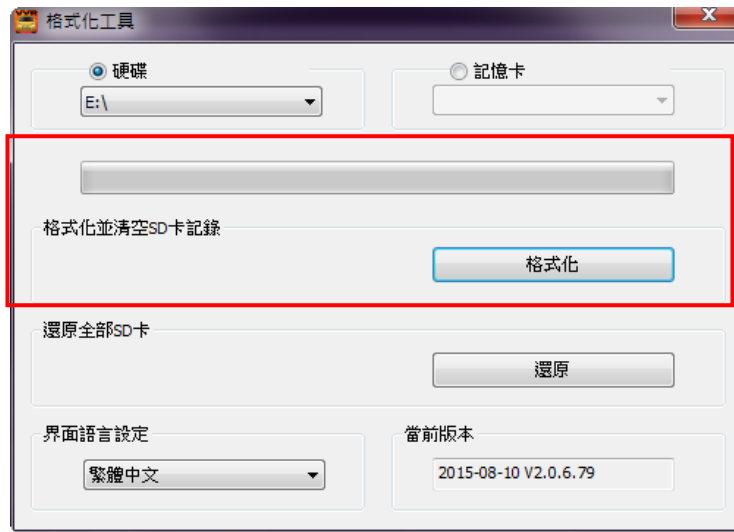 格式化工具
硬碟
記憶卡
E:\
格式化並清空SD卡記錄
格式化
還原全部SD卡
還原
界面語言設定
當前版本
繁體中文
2015-08-10 V2.0.6.79